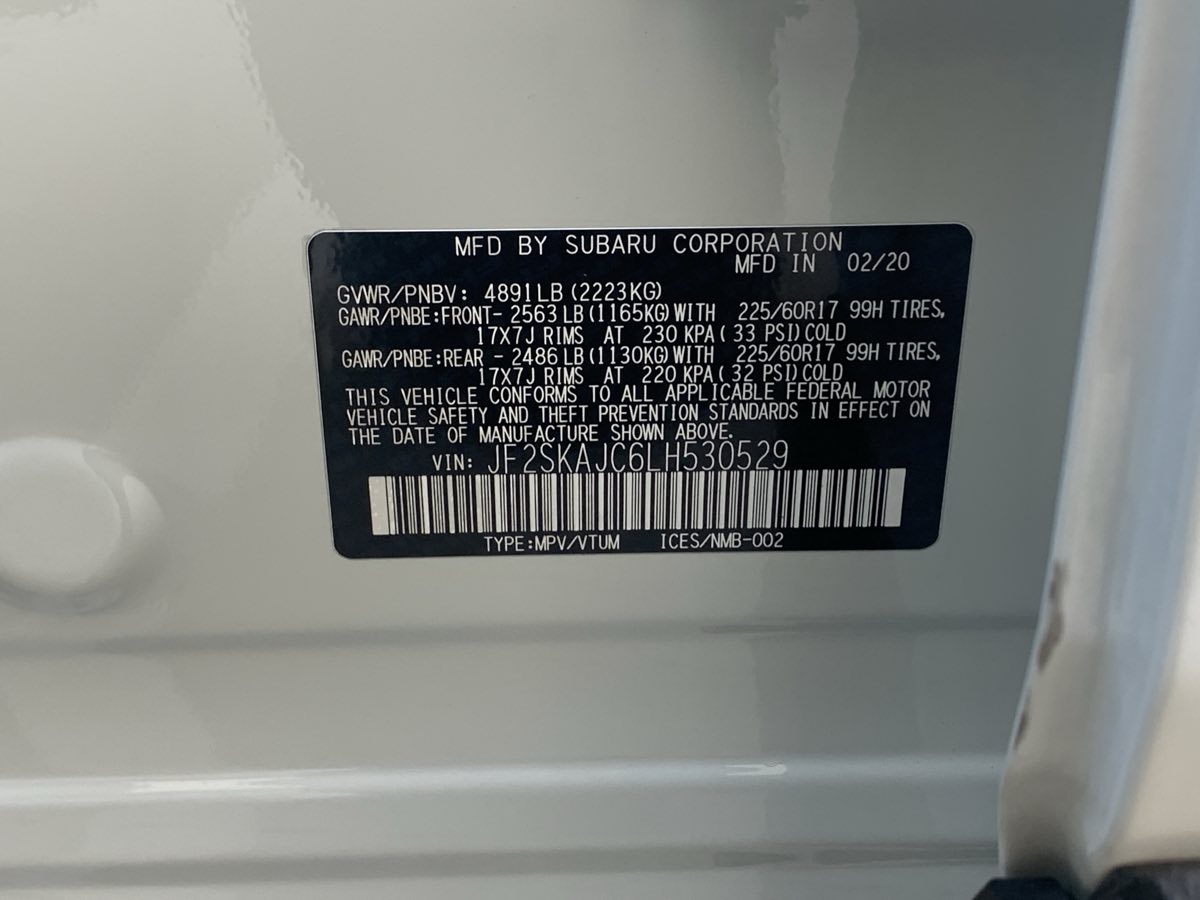 MFD BY SUBARU CORPORATION
MFD IN 02/20
GVWR/PNBV: 4891LB (2223KG)
GAWR/PNBE:FRONT- 2563 LB (1165KG) WITH 225/60R17 99H TIRES,
17X7J RIMS AT 230 KPA ( 33 PSI) COLD
GAWR/PNBE:REAR - 2486 LB (1130KG) WITH 225/60R17 99H TIRES,
17X7J RIMS AT 220 KPA ( 32 PSI) COLD
THIS VEHICLE CONFORMS TO ALL APPLICABLE FEDERAL MOTOR
VEHICLE SAFETY AND THEFT PREVENTION STANDARDS IN EFFECT ON
THE DATE OF MANUFACTURE SHOWN ABOVE.
VIN: JF2SKAJC6LH530529
TYPE:MPV/VTUM ICES/NMB-002